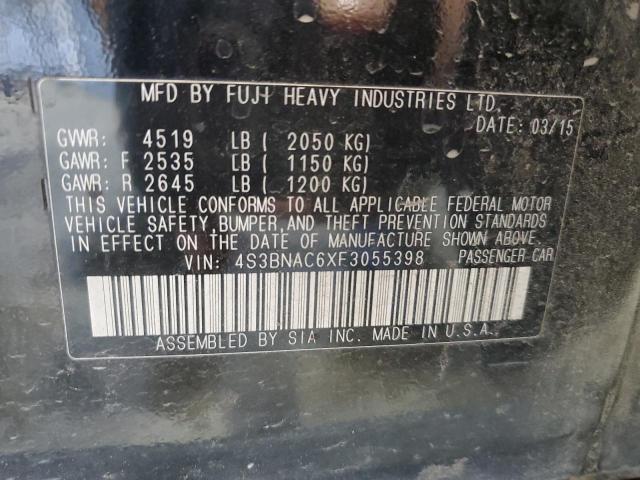 MFD BY FUJI HEAVY INDUSTRIES LTD.
DATE: 03/15
GVWR: 4519 LB ( 2050 KG)
GAWR: F 2535 LB ( 1150 KG)
GAWR: R 2645 LB ( 1200 KG)
THIS VEHICLE CONFORMS TO ALL APPLICABLE FEDERAL MOTOR
VEHICLE SAFETY, BUMPER, AND THEFT PREVENTION STANDARDS
IN EFFECT ON THE DATE OF MANUFACTURE SHOWN ABOVE.
VIN: 4S3BNAC6XF3055398 PASSENGER CAR
ASSEMBLED BY SIA INC. MADE IN U.S.A.